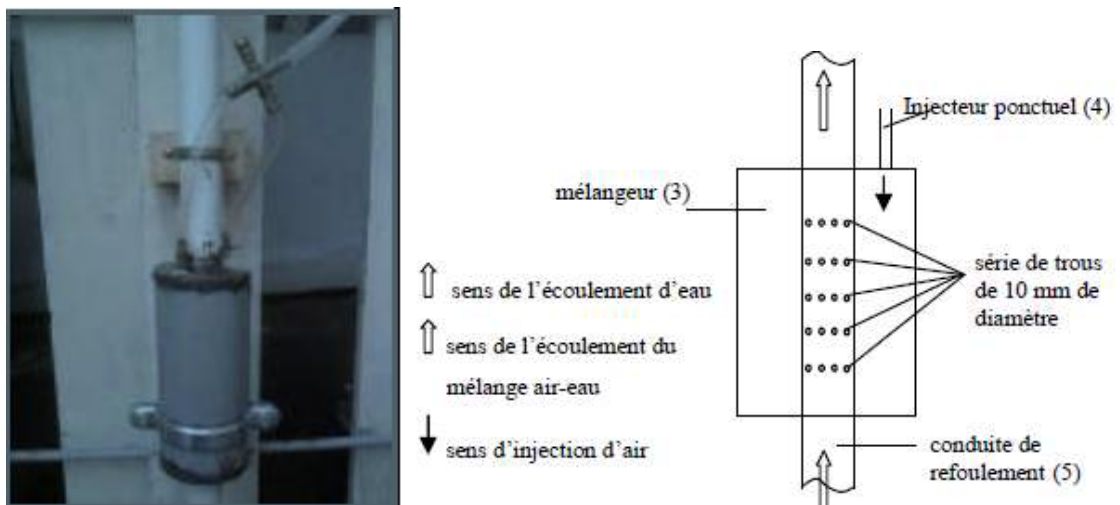 Injecteur ponctuel (4)
mélangeur (3)
série de trous
de 10 mm de
diamètre
sens de l'écoulement d'eau
sens de l'écoulement du
mélange air-eau
sens d'injection d'air
conduite de
refoulement (5)